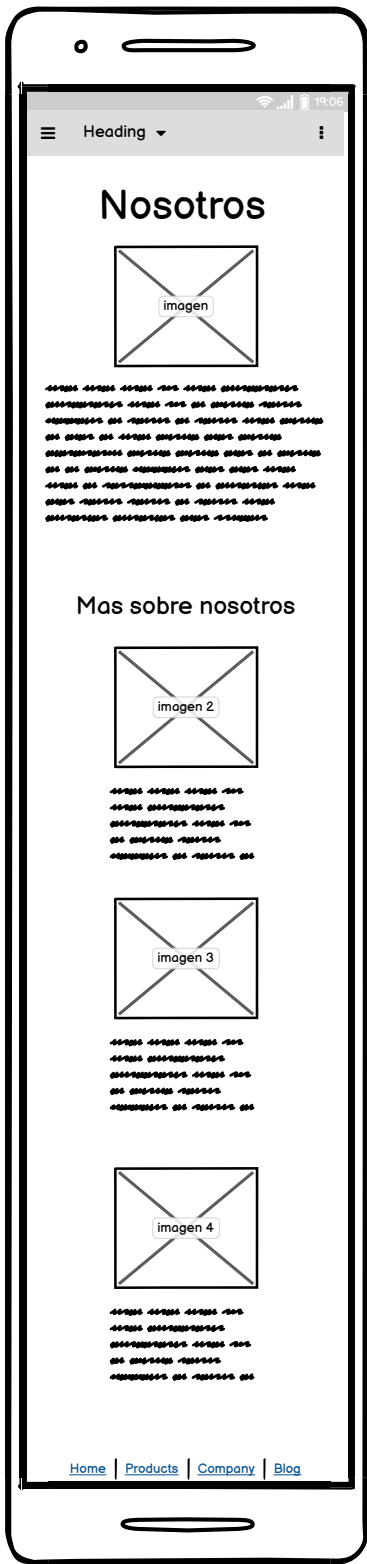 19:06
Heading
Nosotros
imagen
Mas sobre nosotros
imagen 2
imagen 3
imagen 4
Home Products Company Blog